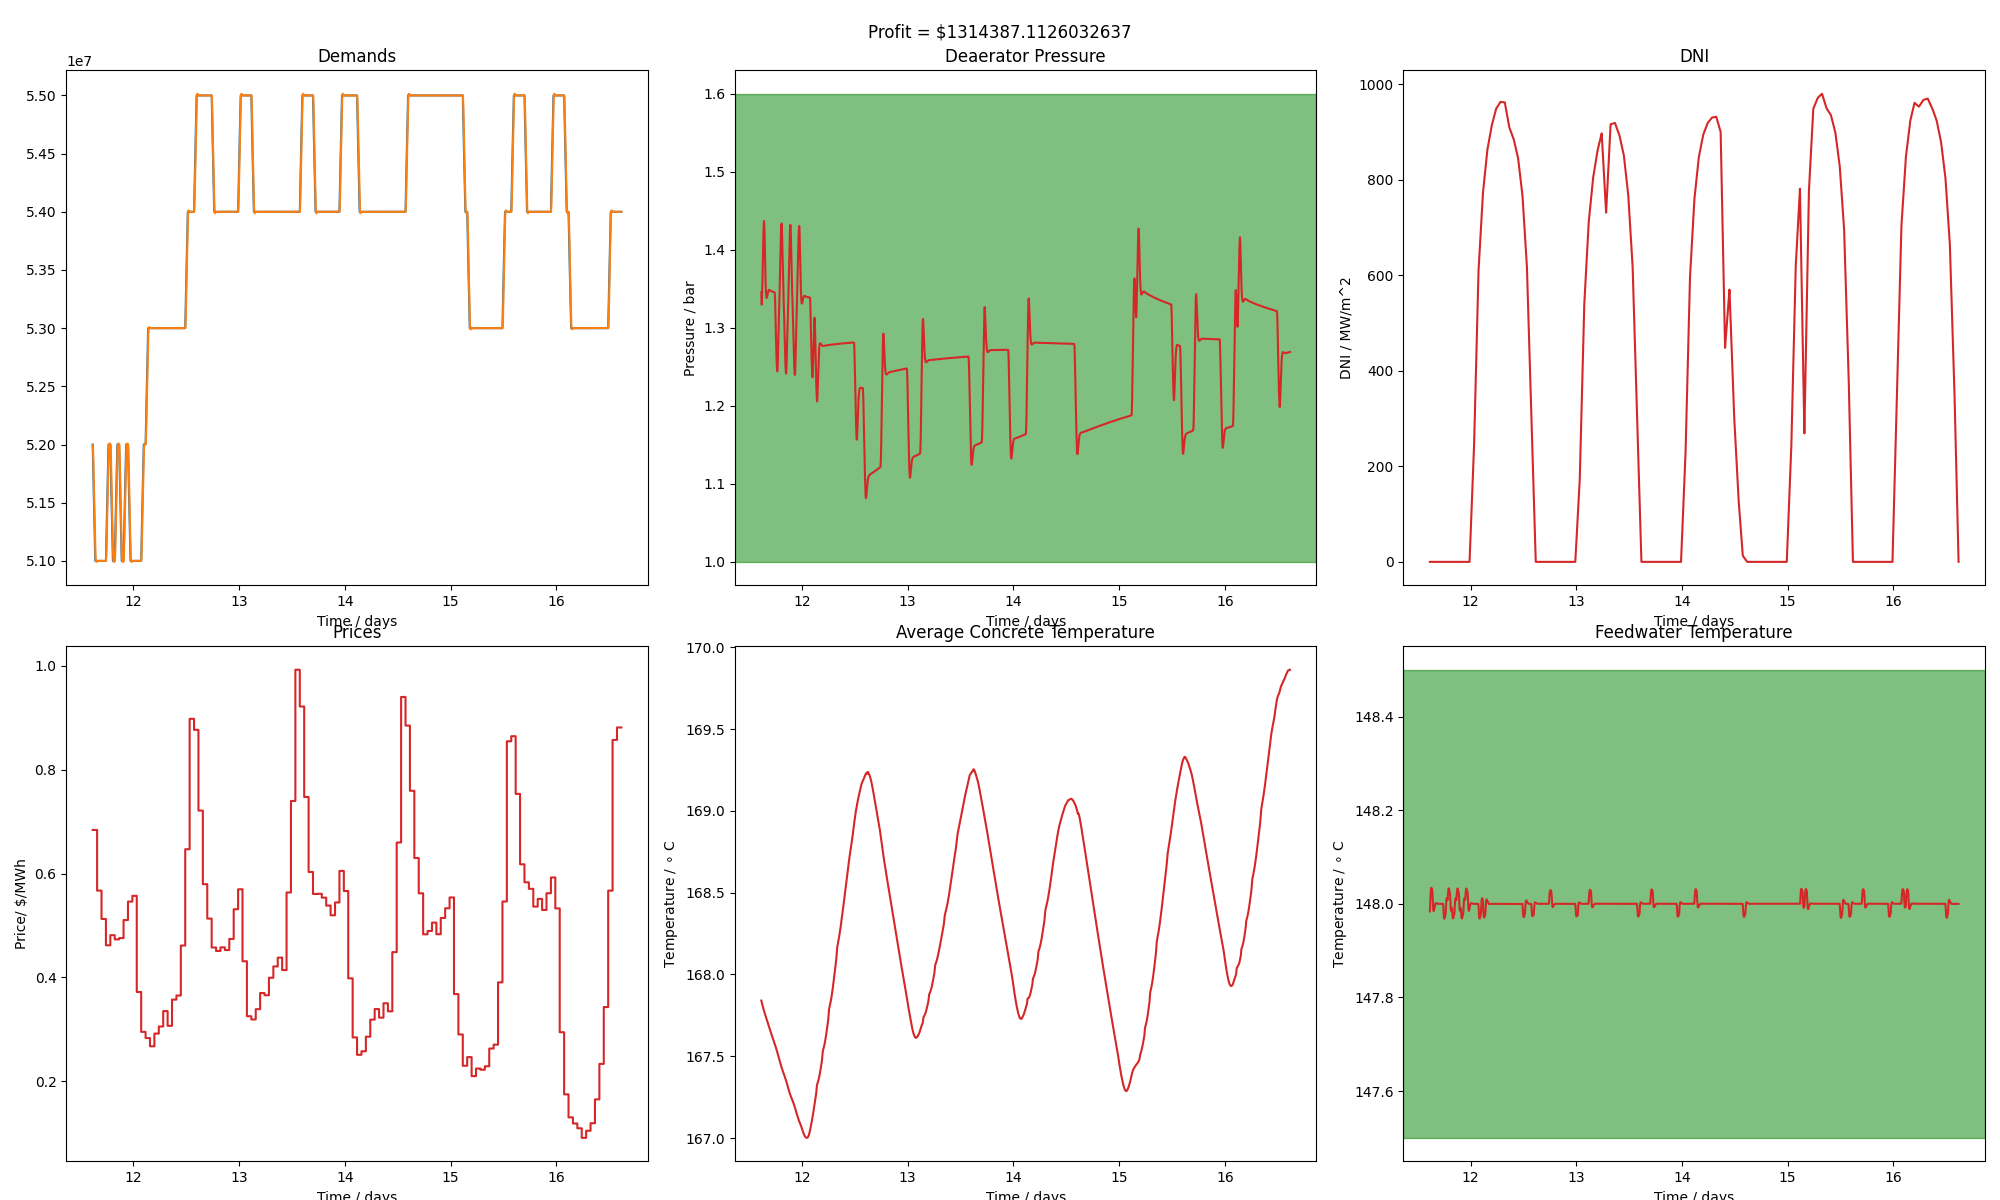 Profit = $1314387.1126032637
Demands
1e7
5.50
5.45
5.40
5.35
5.30
5.25
5.20
5.15
5.10
12 13 14 15 16
Time / days
Deaerator Pressure
Pressure / bar
1.6
1.5
1.4
1.3
1.2
1.1
1.0
12 13 14 15 16
Time / days
DNI
DNI / MW/m^2
1000
800
600
400
200
0
12 13 14 15 16
Time / days
Prices
Price/ $/MWh
1.0
0.8
0.6
0.4
0.2
12 13 14 15 16
Time / days
Average Concrete Temperature
Temperature / ∘ C
170.0
169.5
169.0
168.5
168.0
167.5
167.0
12 13 14 15 16
Time / days
Feedwater Temperature
Temperature / ∘ C
148.4
148.2
148.0
147.8
147.6
12 13 14 15 16
Time / days